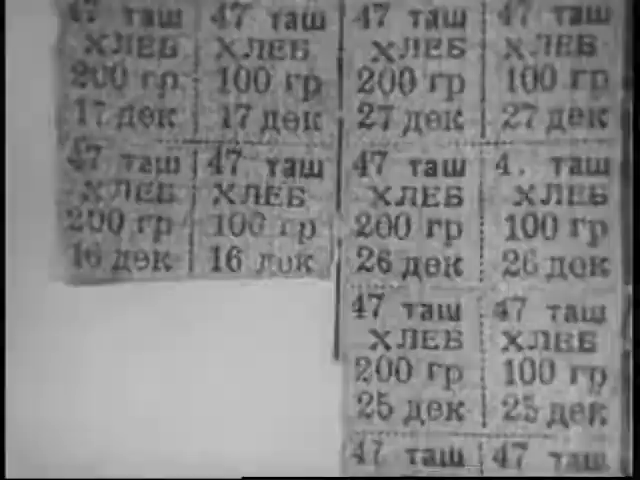 47 таш 47 таш 47 таш 47 таш
ХЛЕБ ХЛЕБ ХЛЕБ ХЛЕБ
200 гр 100 гр 200 гр 100 гр
17 дек 17 дек 27 дек 27 дек
47 таш 47 таш 47 таш 4. таш
ХЛЕБ ХЛЕБ ХЛЕБ ХЛЕБ
200 гр 100 гр 200 гр 100 гр
16 дек 16 дек 26 дек 26 дек
47 таш 47 таш
ХЛЕБ ХЛЕБ
200 гр 100 гр
25 дек 25 дек
47 таш 47 таш